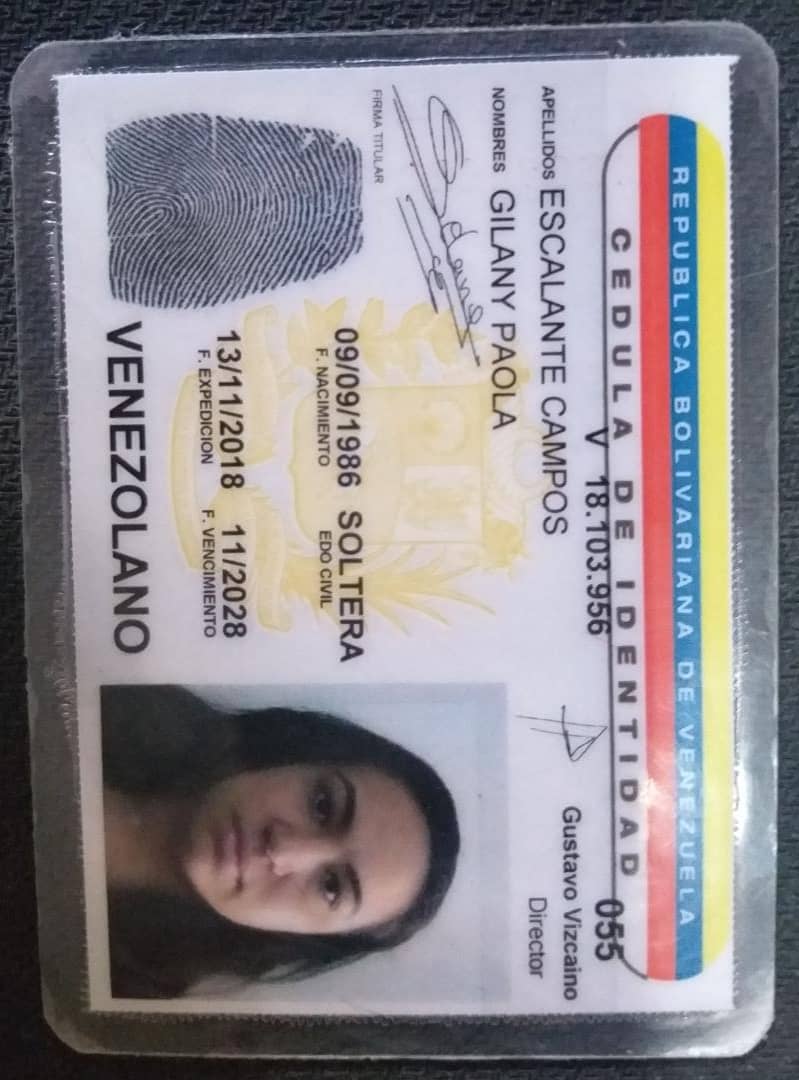 REPUBLICA BOLIVARIANA DE VENEZUELA
CEDULA DE IDENTIDAD
V 18.103.956 055
APELLIDOS ESCALANTE CAMPOS
Gustavo Vizcaino
Director
NOMBRES GILANY PAOLA
FIRMA TITULAR
09/09/1986 SOLTERA
F. NACIMIENTO EDO CIVIL
13/11/2018 11/2028
F. EXPEDICION F. VENCIMIENTO
VENEZOLANO